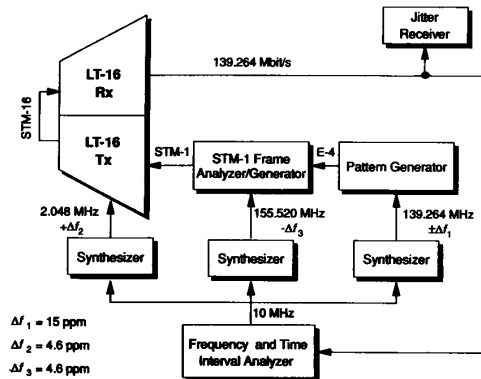 Jitter
Receiver
LT-16
Rx
139.264 Mbit/s
STM-16
LT-16
Tx
STM-1
STM-1 Frame
Analyzer/Generator
E-4
Pattern Generator
2.048 MHz
+Δf2
155.520 MHz
-Δf3
139.264 MHz
±Δf1
Synthesizer
Synthesizer
Synthesizer
10 MHz
Δf1 = 15 ppm
Δf2 = 4.6 ppm
Δf3 = 4.6 ppm
Frequency and Time
Interval Analyzer